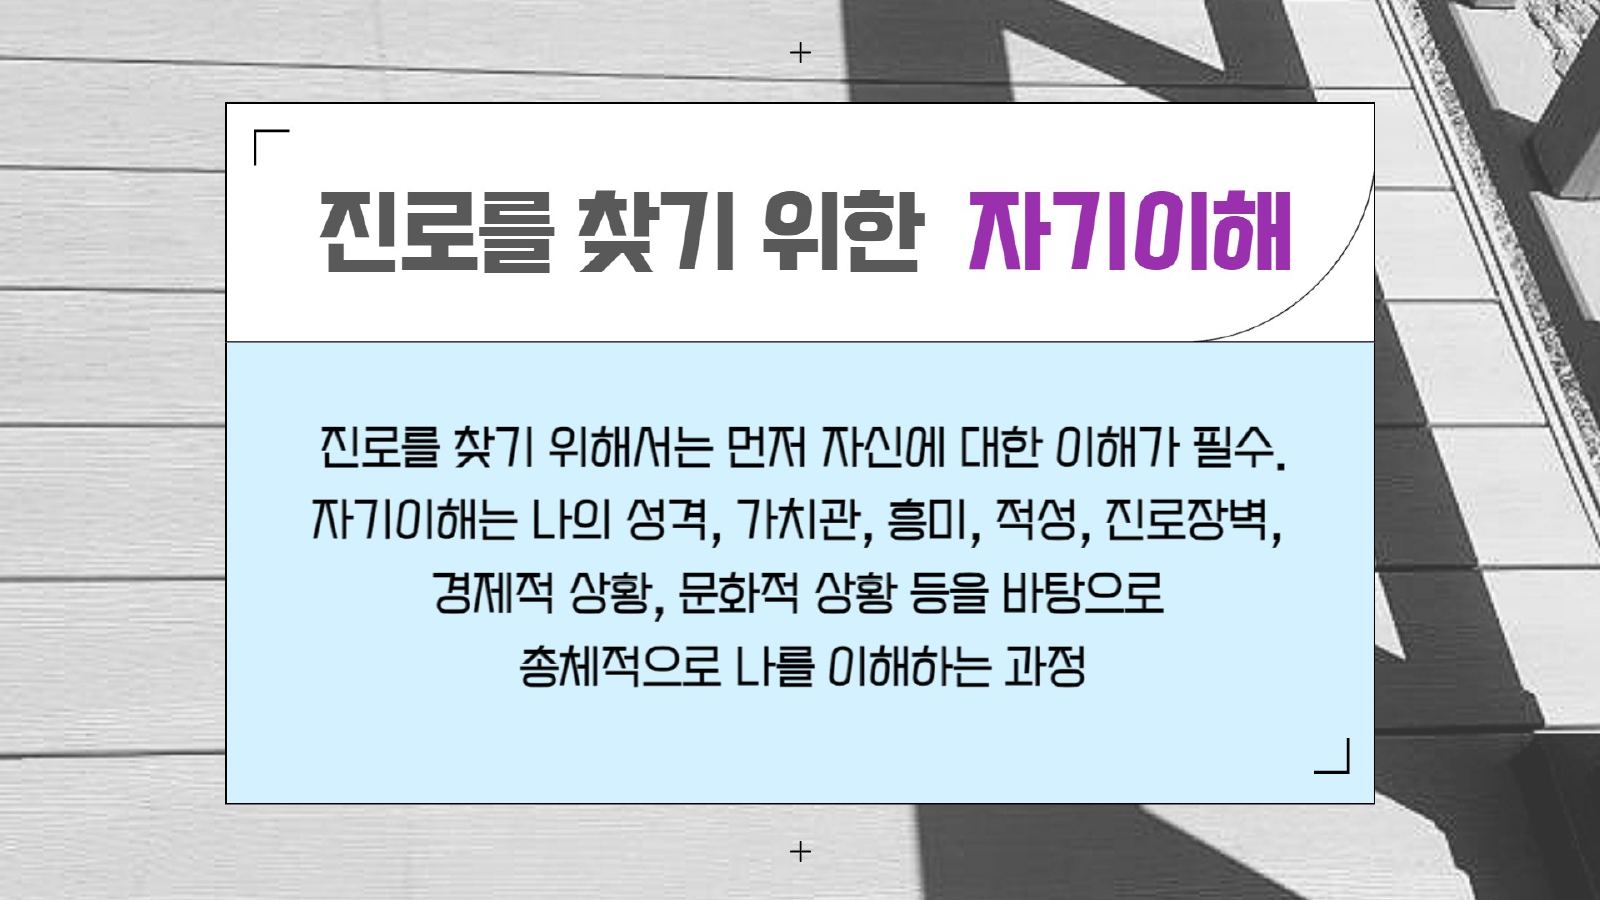 진로를 찾기 위한 자기이해
진로를 찾기 위해서는 먼저 자신에 대한 이해가 필수.
자기이해는 나의 성격, 가치관, 흥미, 적성, 진로장벽,
경제적 상황, 문화적 상황 등을 바탕으로
총체적으로 나를 이해하는 과정